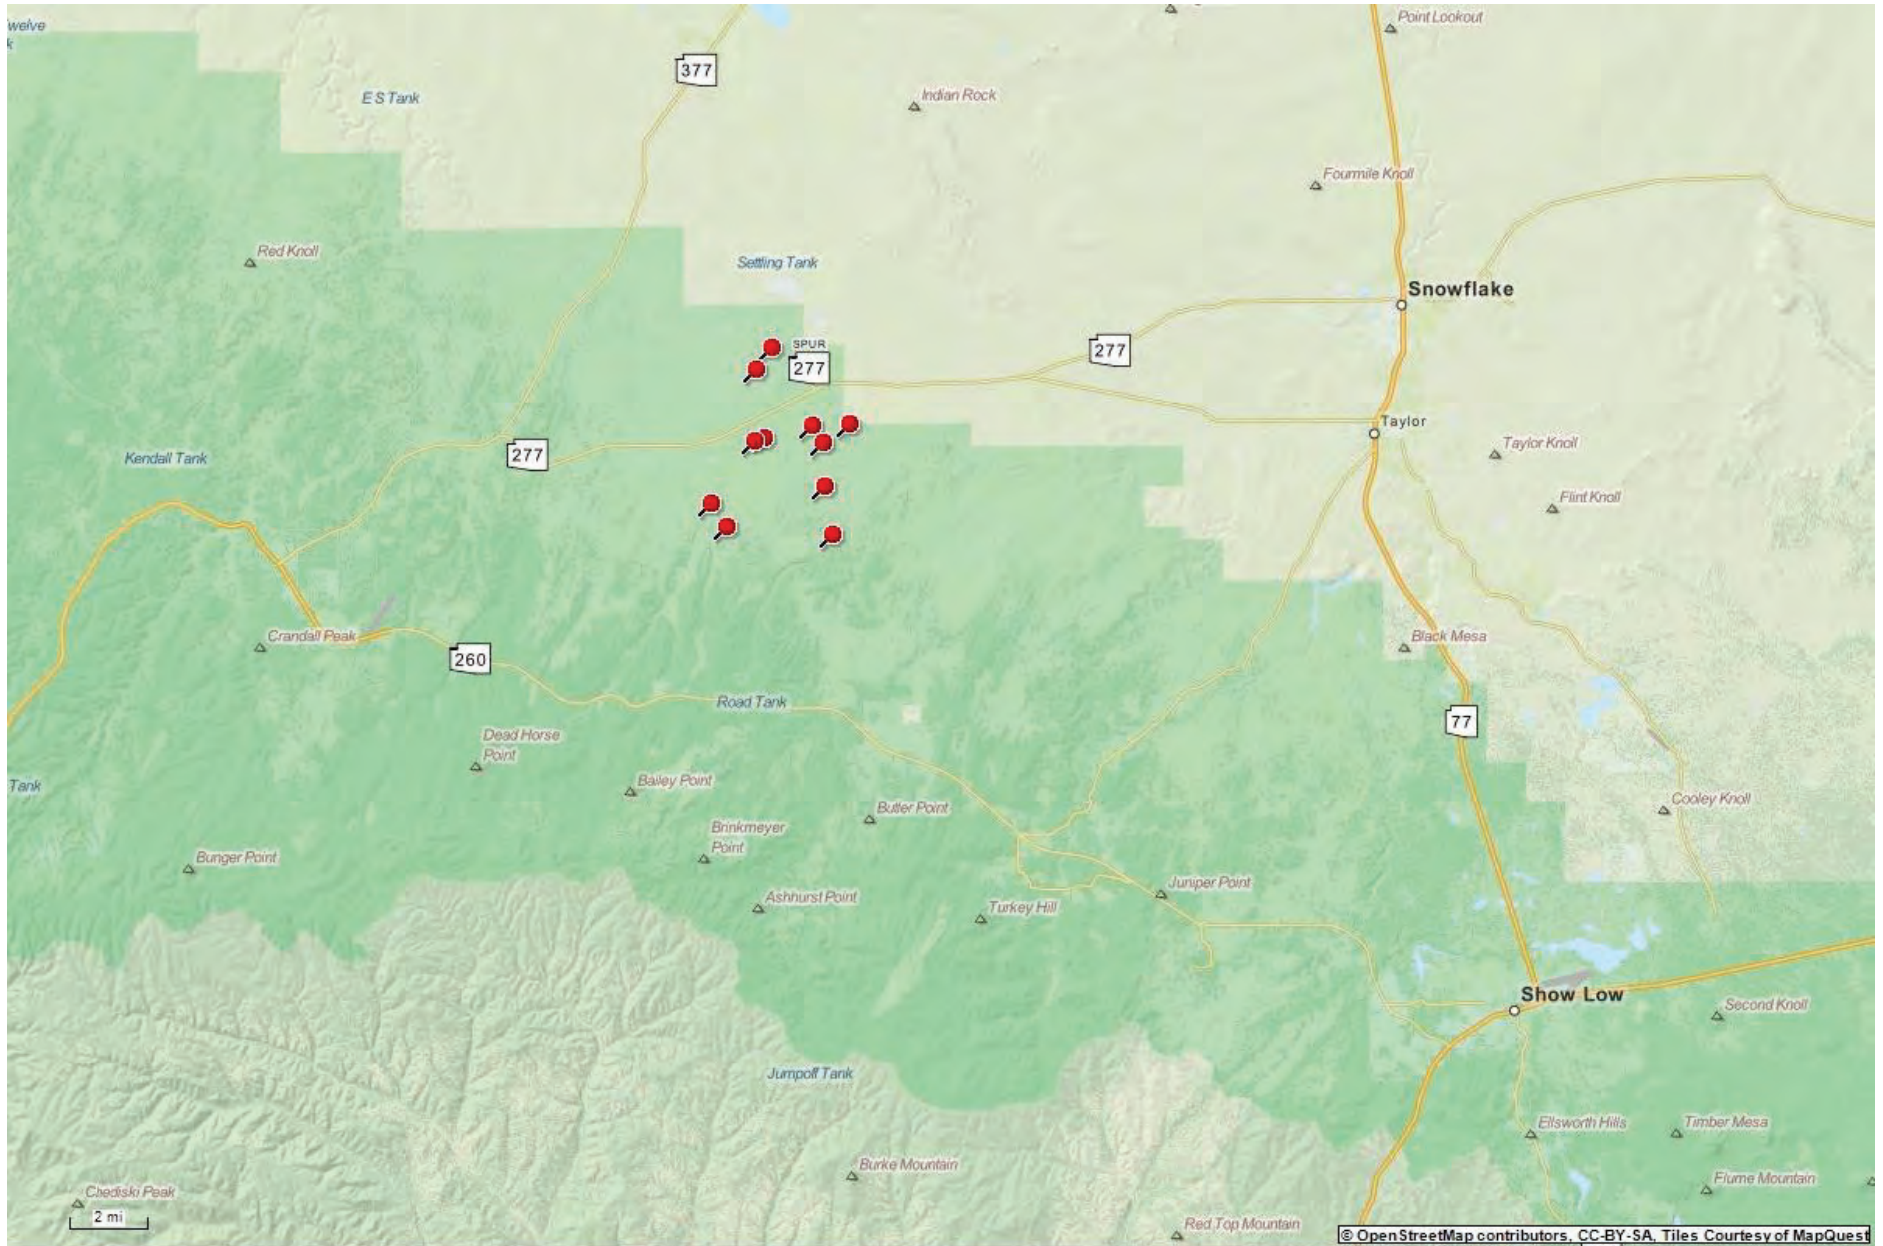 welve
k
Point Lookout
377
E S Tank
Indian Rock
Fourmile Knoll
Red Knoll
Settling Tank
Snowflake
SPUR
277
277
Taylor
277
Kendall Tank
Taylor Knoll
Flint Knoll
Crandall Peak
Black Mesa
260
Road Tank
77
Dead Horse
Point
Bailey Point
Tank
Cooley Knoll
Butler Point
Brinkmeyer
Point
Bunger Point
Juniper Point
Ashhurst Point
Turkey Hill
Show Low
Second Knoll
Jumpoff Tank
Ellsworth Hills
Timber Mesa
Burke Mountain
Flume Mountain
Chediski Peak
2 mi
Red Top Mountain
© OpenStreetMap contributors, CC-BY-SA, Tiles Courtesy of MapQuest